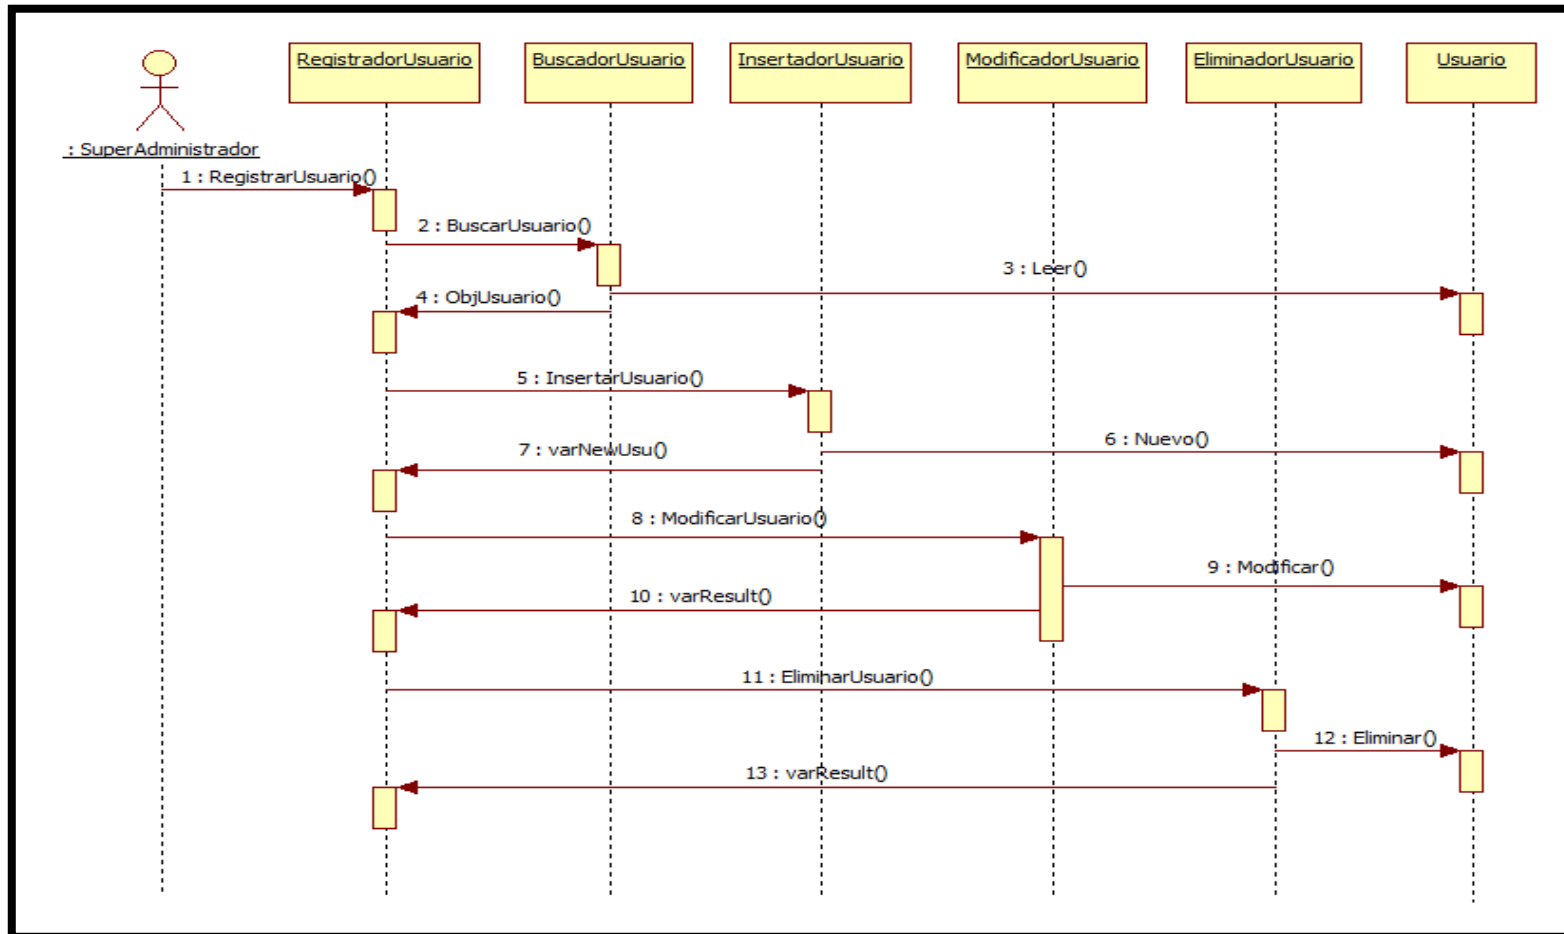 RegistradorUsuario
BuscadorUsuario
InsertadorUsuario
ModificadorUsuario
EliminadorUsuario
Usuario
: SuperAdministrador
1 : RegistrarUsuario()
2 : BuscarUsuario()
3 : Leer()
4 : ObjUsuario()
5 : InsertarUsuario()
6 : Nuevo()
7 : varNewUsu()
8 : ModificarUsuario()
9 : Modificar()
10 : varResult()
11 : EliminarUsuario()
12 : Eliminar()
13 : varResult()